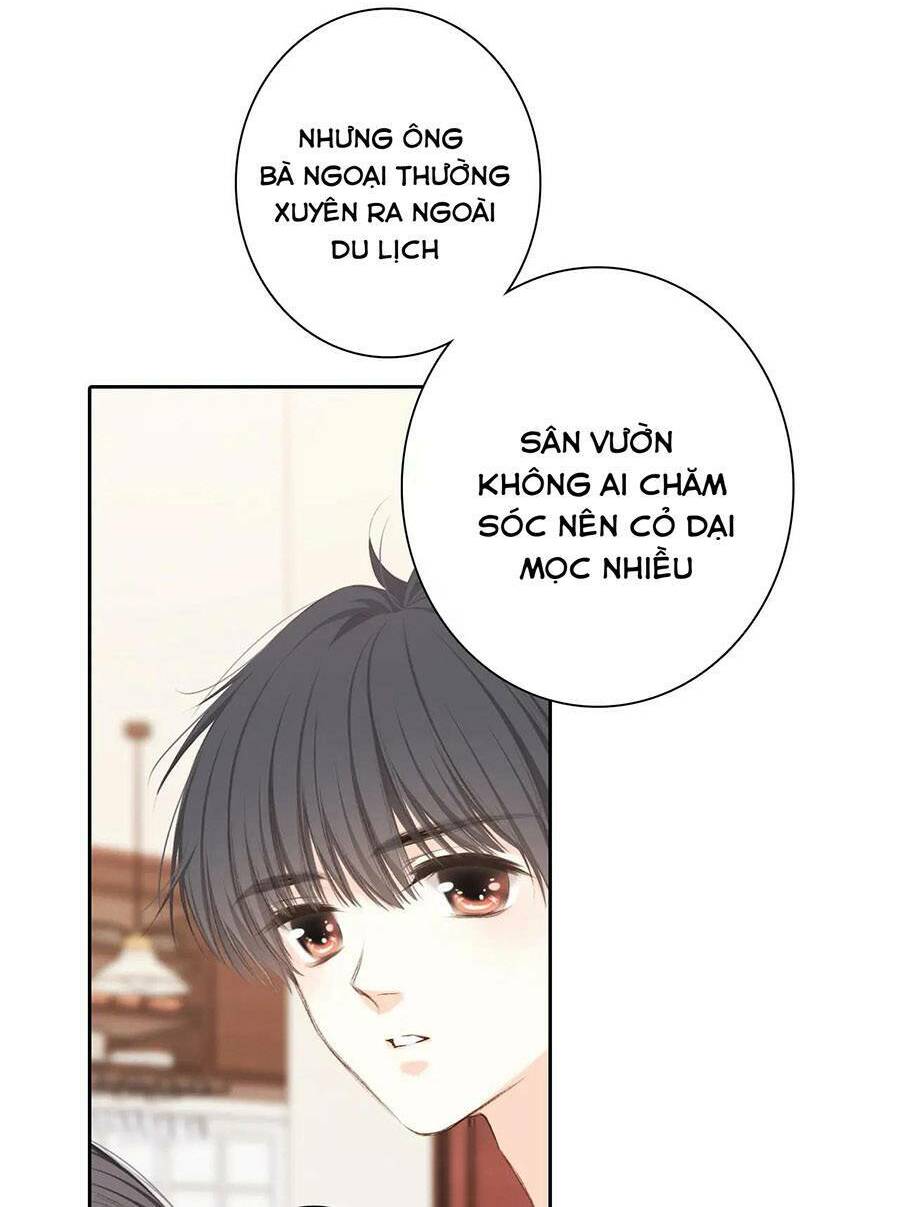 NHƯNG ÔNG
BÀ NGOẠI THƯỜNG
XUYÊN RA NGOÀI
DU LỊCH
SÂN VƯỜN
KHÔNG AI CHĂM
SÓC NÊN CỎ DẠI
MỌC NHIỀU